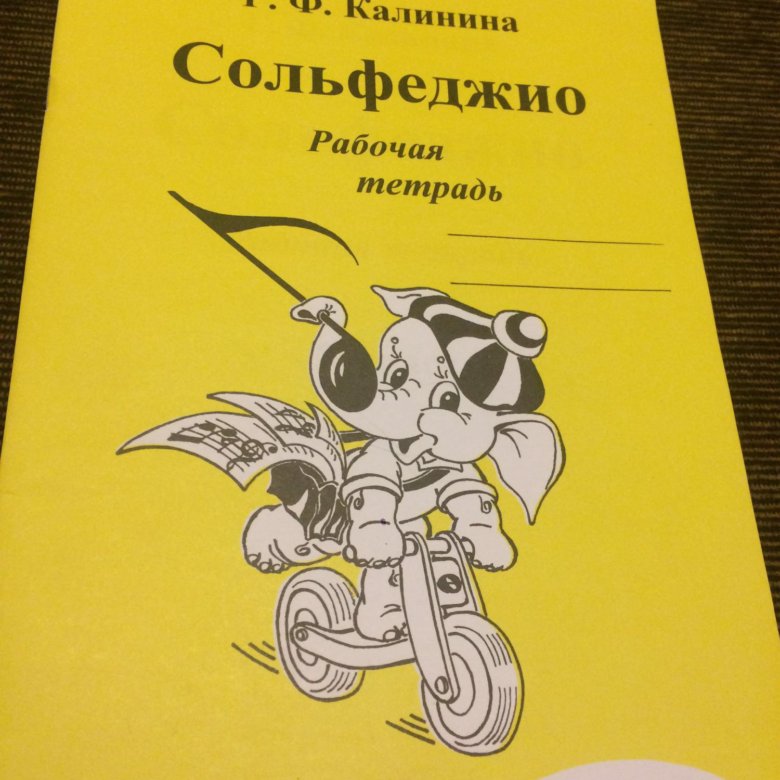 Г. Ф. Калинина
Сольфеджио
Рабочая
тетрадь